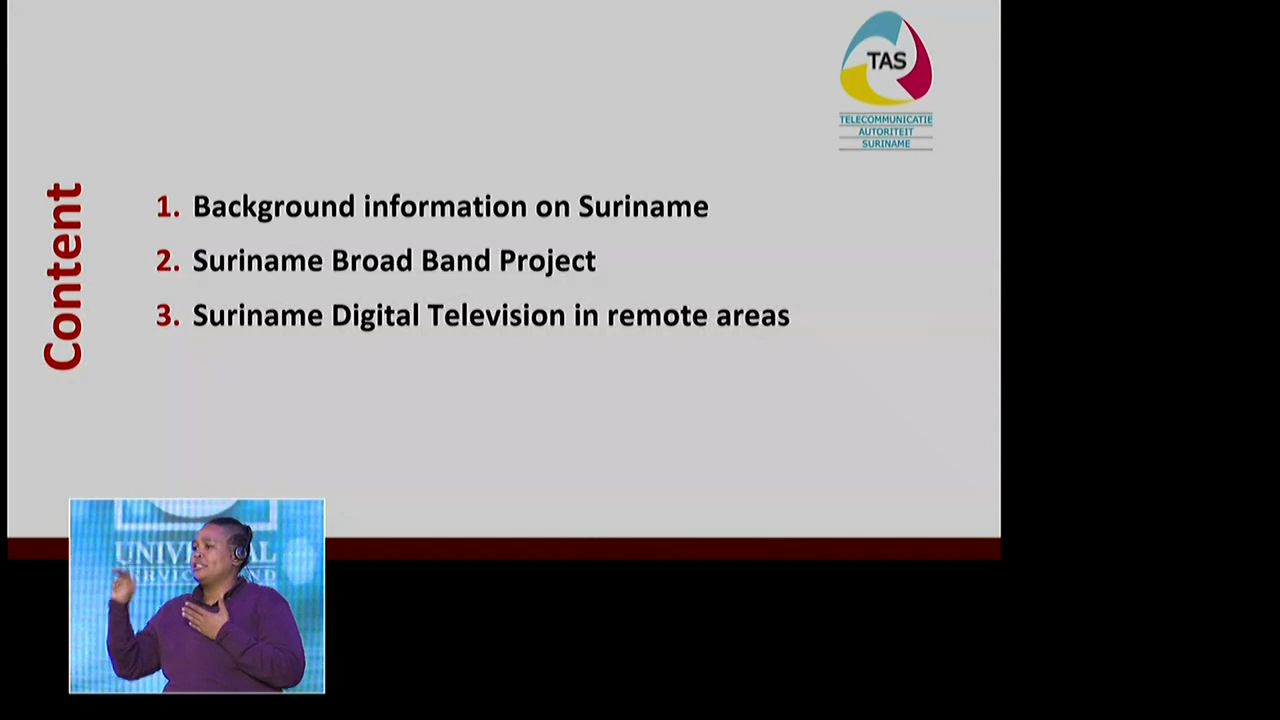 TAS
TELECOMMUNICATIE
AUTORITEIT
SURINAME
Content
1. Background information on Suriname
2. Suriname Broad Band Project
3. Suriname Digital Television in remote areas